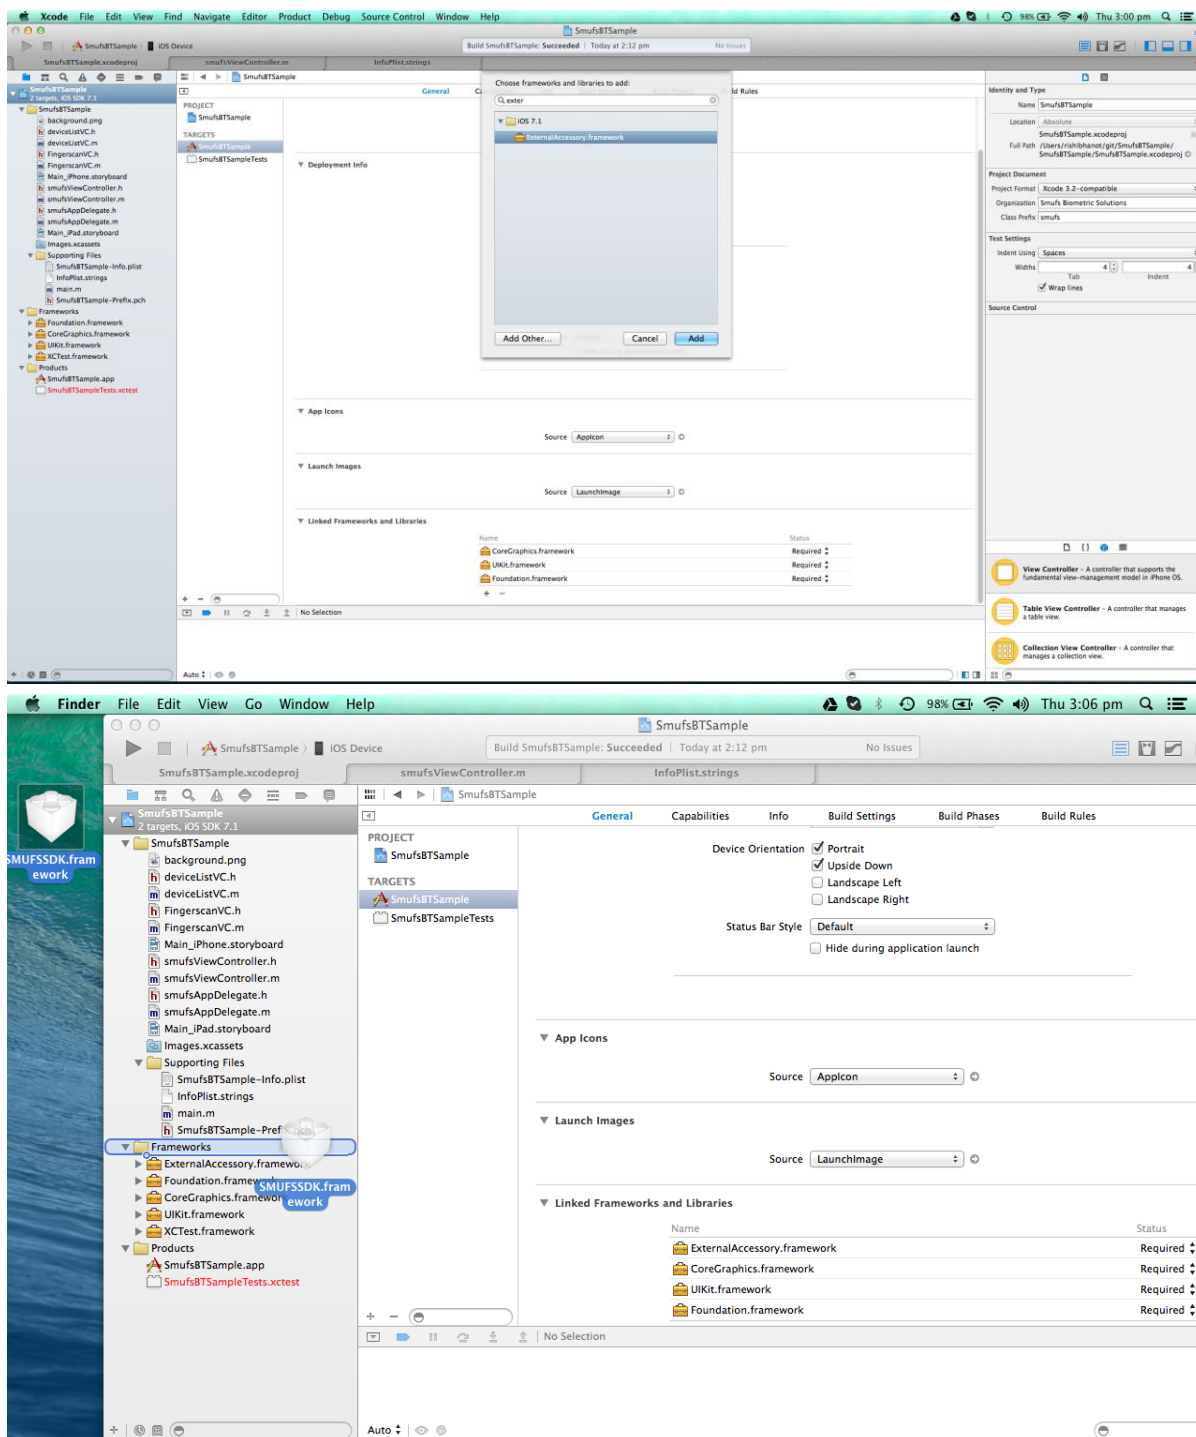 Xcode File Edit View Find Navigate Editor Product Debug Source Control Window Help 98% Thu 3:00 pm
SmufsBTSample
SmufsBTSample iOS Device Build SmufsBTSample: Succeeded | Today at 2:12 pm No Issues
SmufsBTSample.xcodeproj smufsViewController.m InfoPlist.strings
SmufsBTSample
2 targets, iOS SDK 7.1
SmufsBTSample
background.png
deviceListVC.h
deviceListVC.m
FingerscanVC.h
FingerscanVC.m
Main_iPhone.storyboard
smufsViewController.h
smufsViewController.m
smufsAppDelegate.h
smufsAppDelegate.m
Main_iPad.storyboard
Images.xcassets
Supporting Files
SmufsBTSample-Info.plist
InfoPlist.strings
main.m
SmufsBTSample-Prefix.pch
Frameworks
Foundation.framework
CoreGraphics.framework
UIKit.framework
XCTest.framework
Products
SmufsBTSample.app
SmufsBTSampleTests.xctest
SmufsBTSample
General Ca ld Rules
PROJECT
SmufsBTSample
TARGETS
SmufsBTSample
SmufsBTSampleTests
Choose frameworks and libraries to add:
exter
iOS 7.1
ExternalAccessory.framework
Add Other... Cancel Add
Deployment Info
App Icons
Source AppIcon
Launch Images
Source LaunchImage
Linked Frameworks and Libraries
Name Status
CoreGraphics.framework Required
UIKit.framework Required
Foundation.framework Required
No Selection
Auto
Identity and Type
Name SmufsBTSample
Location Absolute
SmufsBTSample.xcodeproj
Full Path /Users/rishibhanot/git/SmufsBTSample/
SmufsBTSample/SmufsBTSample.xcodeproj
Project Document
Project Format Xcode 3.2-compatible
Organization Smufs Biometric Solutions
Class Prefix smufs
Text Settings
Indent Using Spaces
Widths 4 4
Tab Indent
Wrap lines
Source Control
View Controller - A controller that supports the
fundamental view-management model in iPhone OS.
Table View Controller - A controller that manages
a table view.
Collection View Controller - A controller that
manages a collection view.
Finder File Edit View Go Window Help 98% Thu 3:06 pm
SmufsBTSample
SmufsBTSample iOS Device Build SmufsBTSample: Succeeded | Today at 2:12 pm No Issues
SmufsBTSample.xcodeproj smufsViewController.m InfoPlist.strings
SMUFSSDK.fram
ework
SmufsBTSample
2 targets, iOS SDK 7.1
SmufsBTSample
background.png
deviceListVC.h
deviceListVC.m
FingerscanVC.h
FingerscanVC.m
Main_iPhone.storyboard
smufsViewController.h
smufsViewController.m
smufsAppDelegate.h
smufsAppDelegate.m
Main_iPad.storyboard
Images.xcassets
Supporting Files
SmufsBTSample-Info.plist
InfoPlist.strings
main.m
SmufsBTSample-Prefix.pch
Frameworks
ExternalAccessory.framework
Foundation.framework
SMUFSSDK.fram
ework
CoreGraphics.framework
UIKit.framework
XCTest.framework
Products
SmufsBTSample.app
SmufsBTSampleTests.xctest
SmufsBTSample
General Capabilities Info Build Settings Build Phases Build Rules
PROJECT
SmufsBTSample
TARGETS
SmufsBTSample
SmufsBTSampleTests
Device Orientation Portrait
Upside Down
Landscape Left
Landscape Right
Status Bar Style Default
Hide during application launch
App Icons
Source AppIcon
Launch Images
Source LaunchImage
Linked Frameworks and Libraries
Name Status
ExternalAccessory.framework Required
CoreGraphics.framework Required
UIKit.framework Required
Foundation.framework Required
No Selection
Auto